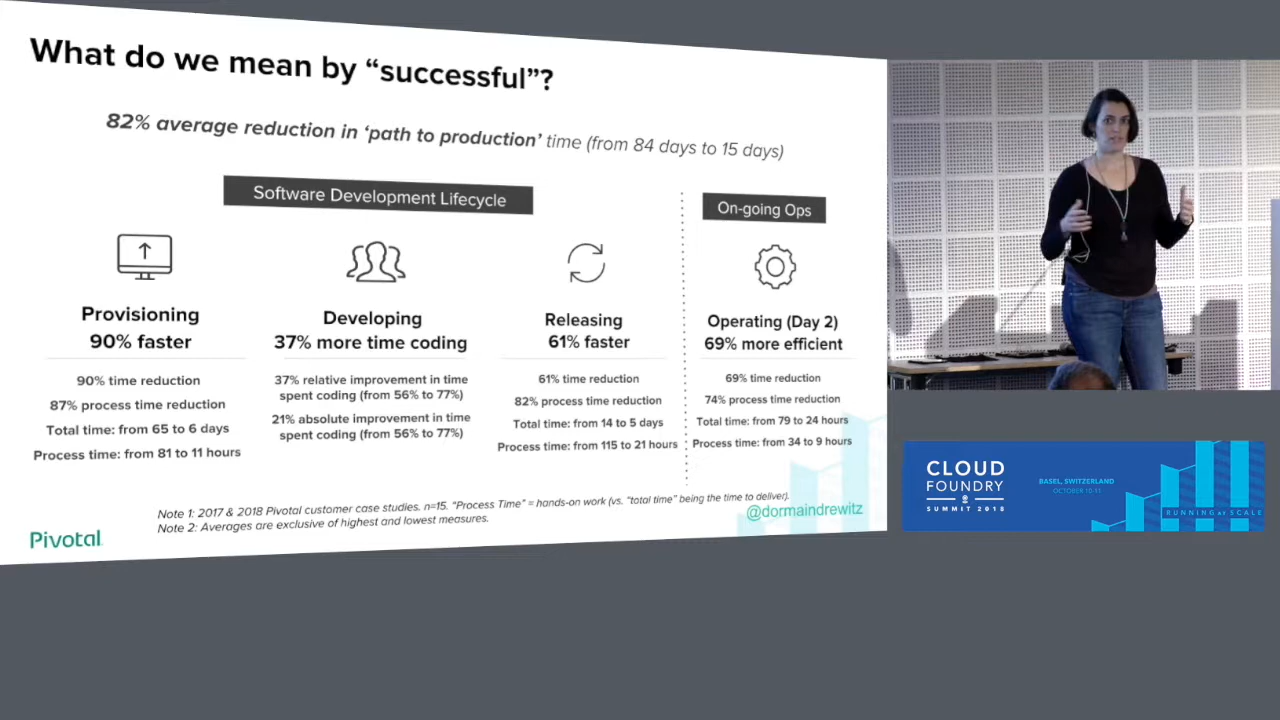 What do we mean by “successful”?
82% average reduction in ‘path to production’ time (from 84 days to 15 days)
Software Development Lifecycle
On-going Ops
Provisioning
90% faster
90% time reduction
87% process time reduction
Total time: from 65 to 6 days
Process time: from 81 to 11 hours
Developing
37% more time coding
37% relative improvement in time
spent coding (from 56% to 77%)
21% absolute improvement in time
spent coding (from 56% to 77%)
Releasing
61% faster
61% time reduction
82% process time reduction
Total time: from 14 to 5 days
Process time: from 115 to 21 hours
Operating (Day 2)
69% more efficient
69% time reduction
74% process time reduction
Total time: from 79 to 24 hours
Process time: from 34 to 9 hours
Note 1: 2017 & 2018 Pivotal customer case studies. n=15. “Process Time” = hands-on work (vs. “total time” being the time to deliver).
Note 2: Averages are exclusive of highest and lowest measures.
@dormaindrewitz
Pivotal
CLOUD
FOUNDRY
SUMMIT 2018
BASEL, SWITZERLAND
OCTOBER 10-11
RUNNING AT SCALE